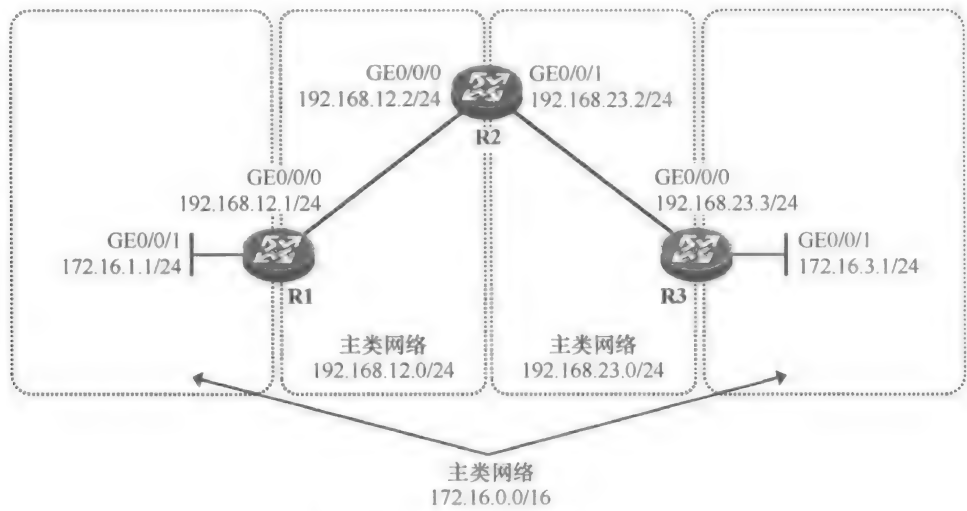 GE0/0/0
192.168.12.2/24
GE0/0/1
192.168.23.2/24
R2
GE0/0/0
192.168.12.1/24
GE0/0/0
192.168.23.3/24
GE0/0/1
172.16.1.1/24
GE0/0/1
172.16.3.1/24
R1
R3
主类网络
192.168.12.0/24
主类网络
192.168.23.0/24
主类网络
172.16.0.0/16